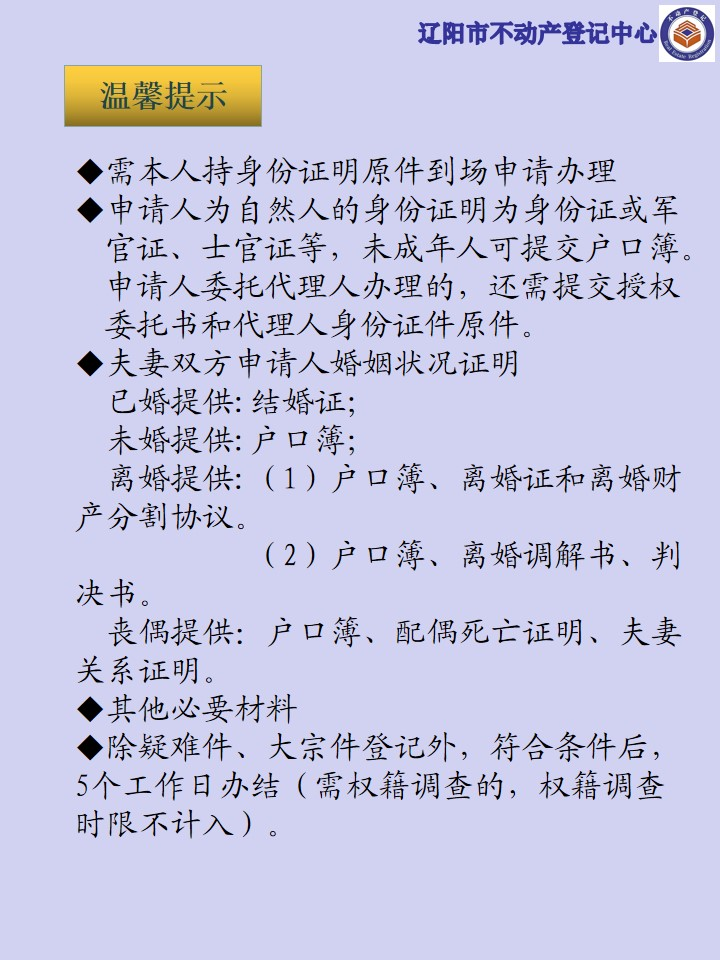 辽阳市不动产登记中心
不动产登记
Real Estate Registration
温馨提示
◆需本人持身份证明原件到场申请办理
◆申请人为自然人的身份证明为身份证或军
官证、士官证等，未成年人可提交户口簿。
申请人委托代理人办理的，还需提交授权
委托书和代理人身份证件原件。
◆夫妻双方申请人婚姻状况证明
已婚提供：结婚证；
未婚提供：户口簿；
离婚提供：（1）户口簿、离婚证和离婚财
产分割协议。
（2）户口簿、离婚调解书、判
决书。
丧偶提供：户口簿、配偶死亡证明、夫妻
关系证明。
◆其他必要材料
◆除疑难件、大宗件登记外，符合条件后，
5个工作日办结（需权籍调查的，权籍调查
时限不计入）。